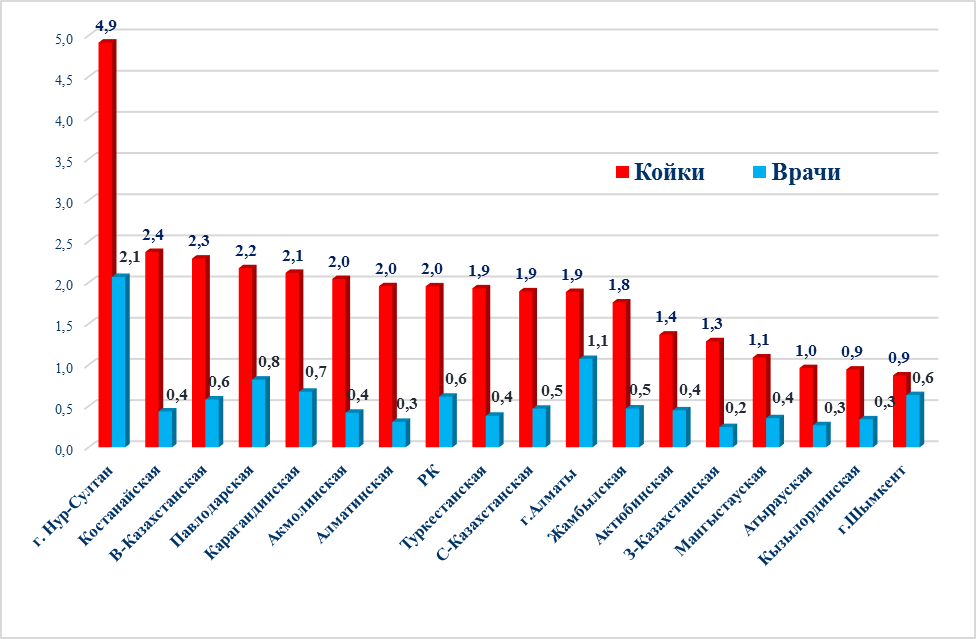 4,9
5,0
4,5
4,0
3,5
3,0
2,5
2,0
1,5
1,0
0,5
0,0
Койки Врачи
2,1
2,4 0,4
2,3 0,6
2,2 0,8
2,1 0,7
2,0 0,4
2,0 0,3
2,0 0,6
1,9 0,4
1,9 0,5
1,9 1,1
1,8 0,5
1,4 0,4
1,3 0,2
1,1 0,4
1,0 0,3
0,9 0,3
0,9 0,6
г. Нур-Султан
Костанайская
В-Казахстанская
Павлодарская
Карагандинская
Акмолинская
Алматинская
РК
Туркестанская
С-Казахстанская
г.Алматы
Жамбылская
Актюбинская
З-Казахстанская
Мангыстауская
Атырауская
Кызылординская
г.Шымкент